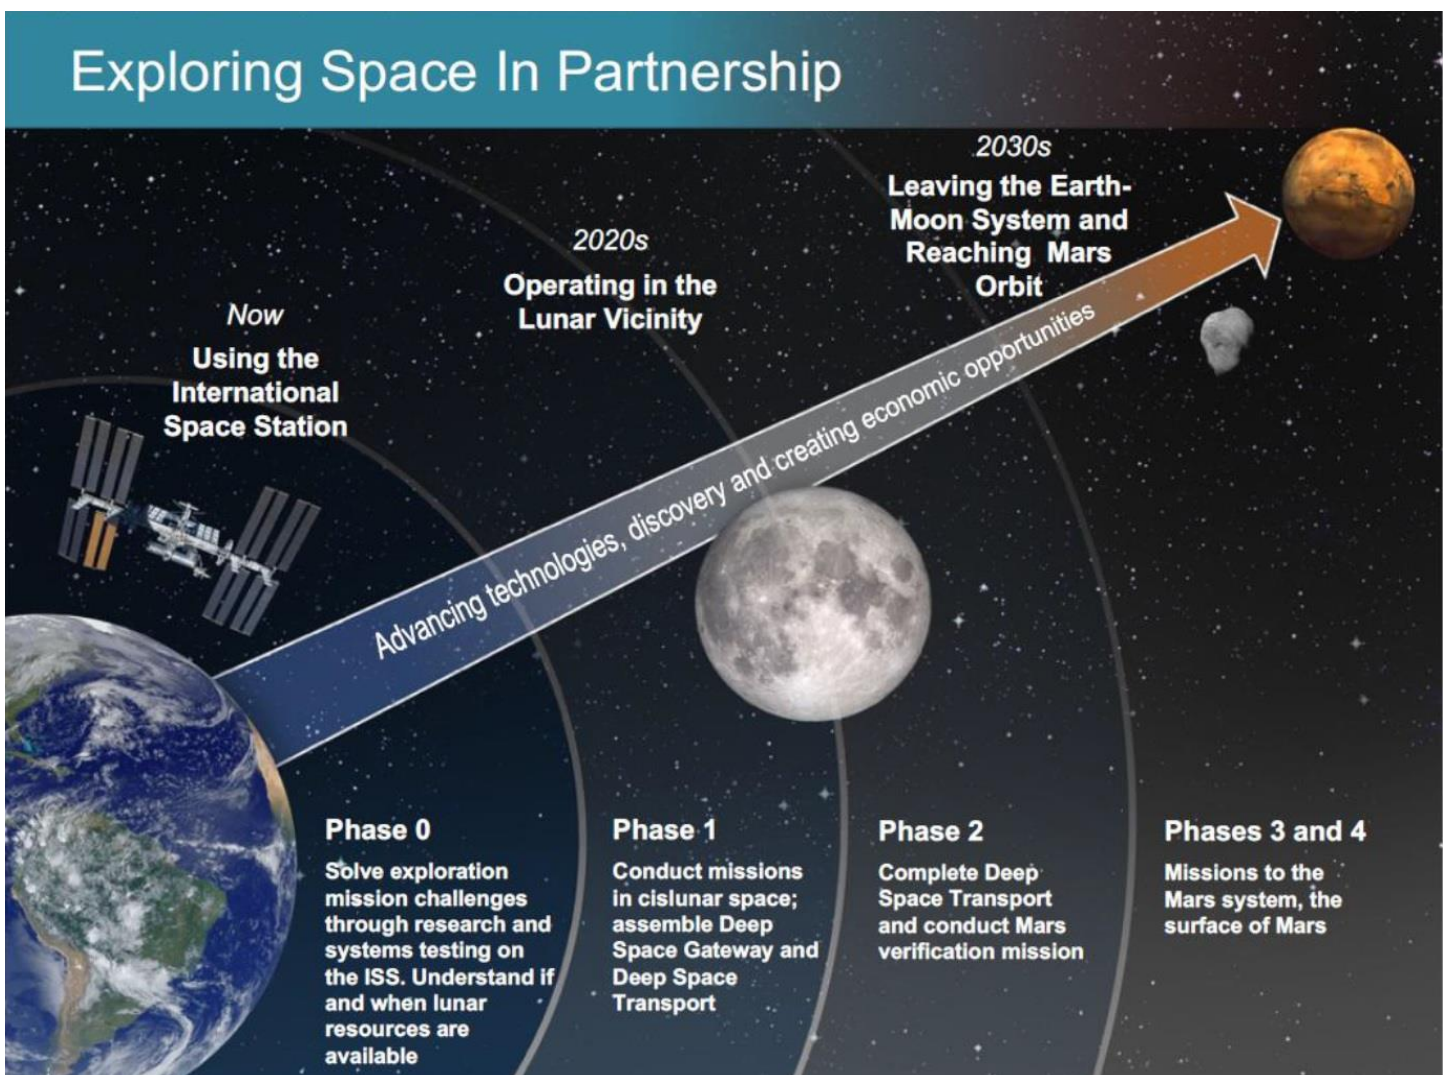 Exploring Space In Partnership
2030s
Leaving the Earth-
Moon System and
Reaching Mars
Orbit
2020s
Operating in the
Lunar Vicinity
Now
Using the
International
Space Station
Advancing technologies, discovery and creating economic opportunities
Phase 0
Solve exploration
mission challenges
through research and
systems testing on
the ISS. Understand if
and when lunar
resources are
available
Phase 1
Conduct missions
in cislunar space;
assemble Deep
Space Gateway and
Deep Space
Transport
Phase 2
Complete Deep
Space Transport
and conduct Mars
verification mission
Phases 3 and 4
Missions to the
Mars system, the
surface of Mars